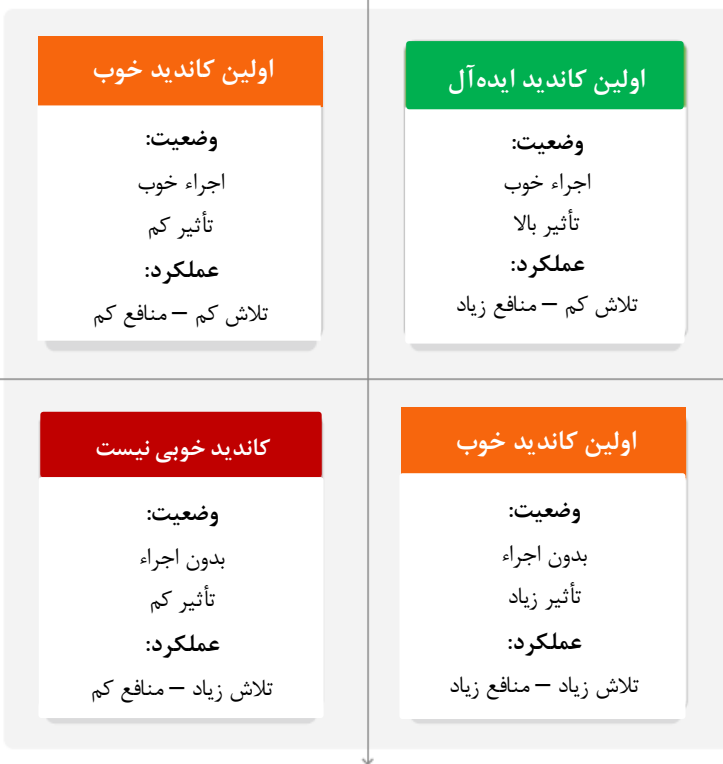 اولین کاندید ایده‌آل
وضعیت:
اجراء خوب
تأثیر بالا
عملکرد:
تلاش کم – منافع زیاد
اولین کاندید خوب
وضعیت:
اجراء خوب
تأثیر کم
عملکرد:
تلاش کم – منافع کم
اولین کاندید خوب
وضعیت:
بدون اجراء
تأثیر زیاد
عملکرد:
تلاش زیاد – منافع زیاد
کاندید خوبی نیست
وضعیت:
بدون اجراء
تأثیر کم
عملکرد:
تلاش زیاد – منافع کم